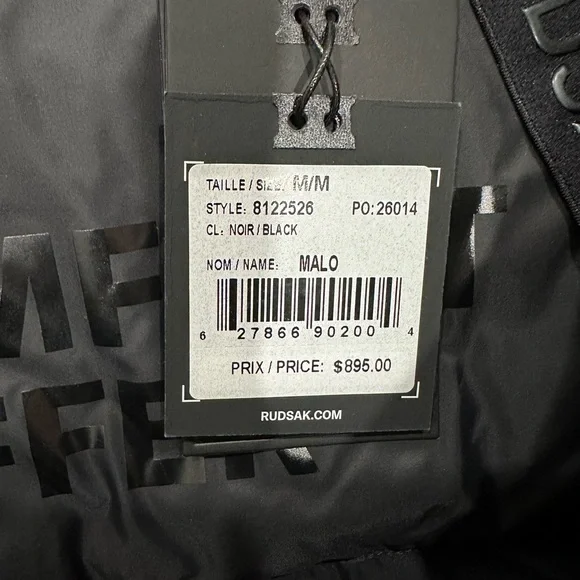 TAILLE / SIZE: M/M
STYLE: 8122526 PO:26014
CL: NOIR/BLACK
NOM / NAME: MALO
6 27866 90200 4
PRIX / PRICE: $895.00
RUDSAK.COM